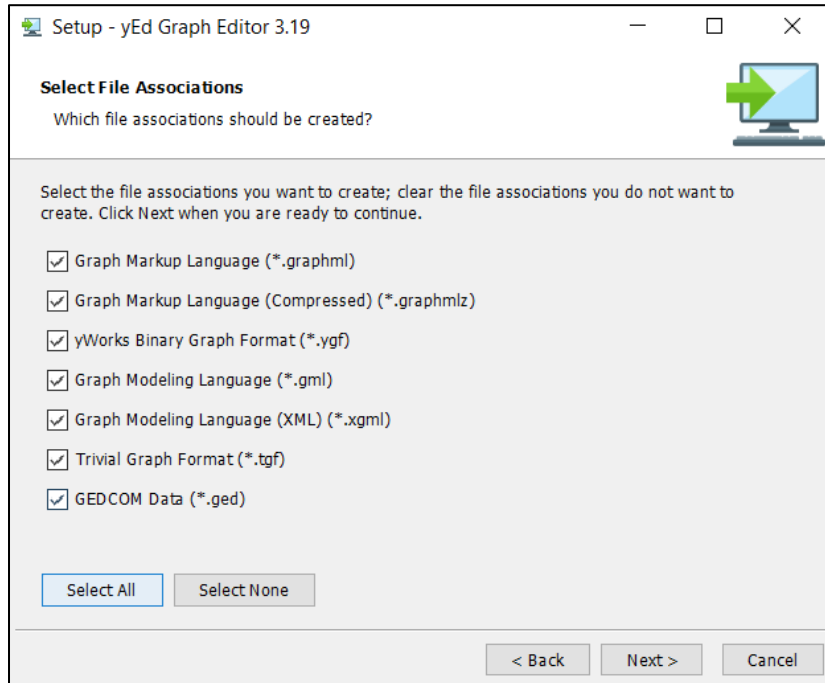 Setup - yEd Graph Editor 3.19
Select File Associations
Which file associations should be created?
Select the file associations you want to create; clear the file associations you do not want to
create. Click Next when you are ready to continue.
Graph Markup Language (*.graphml)
Graph Markup Language (Compressed) (*.graphmlz)
yWorks Binary Graph Format (*.ygf)
Graph Modeling Language (*.gml)
Graph Modeling Language (XML) (*.xgml)
Trivial Graph Format (*.tgf)
GEDCOM Data (*.ged)
Select All Select None
< Back Next > Cancel